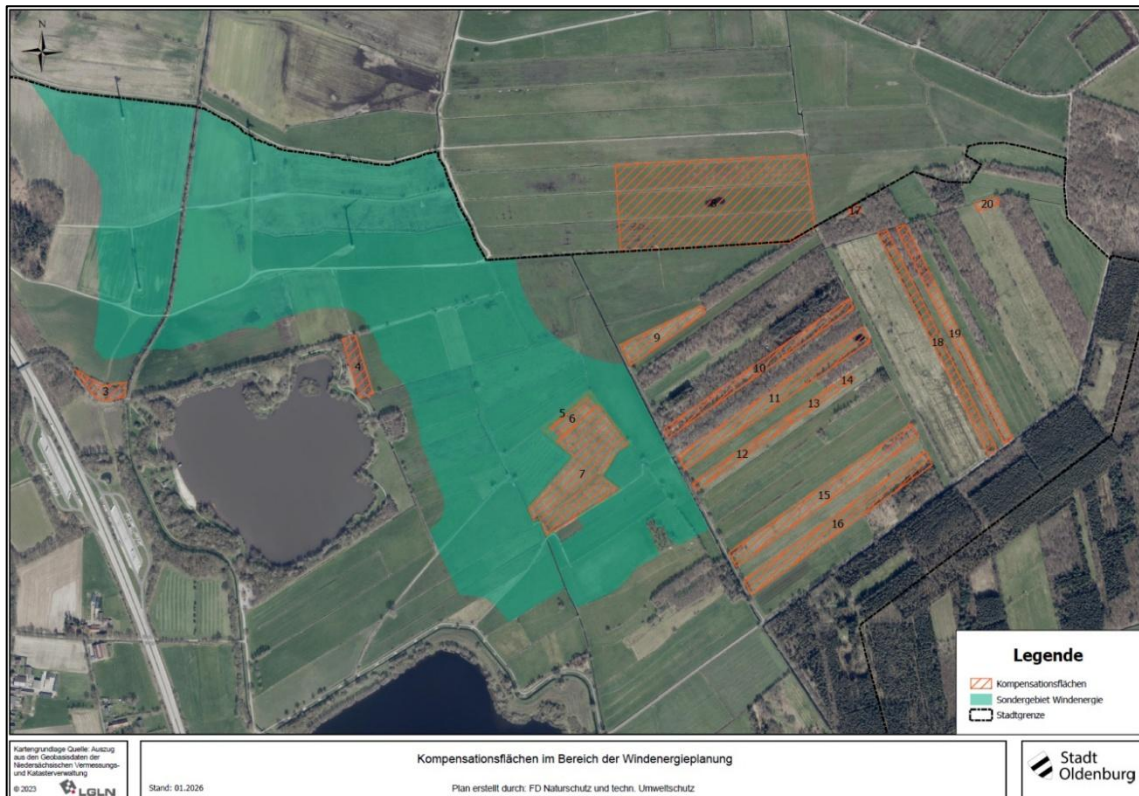 N
17
20
9
18
19
3
4
10
11
14
13
5
6
12
7
15
16
Legende
Kompensationsflächen
Sondergebiet Windenergie
Stadtgrenze
Kartengrundlage Quelle: Auszug
aus den Geobasisdaten der
Niedersächsischen Vermessungs-
und Katasterverwaltung
© 2023 LGLN
Kompensationsflächen im Bereich der Windenergieplanung
Stand: 01.2026
Plan erstellt durch: FD Naturschutz und techn. Umweltschutz
Stadt
Oldenburg